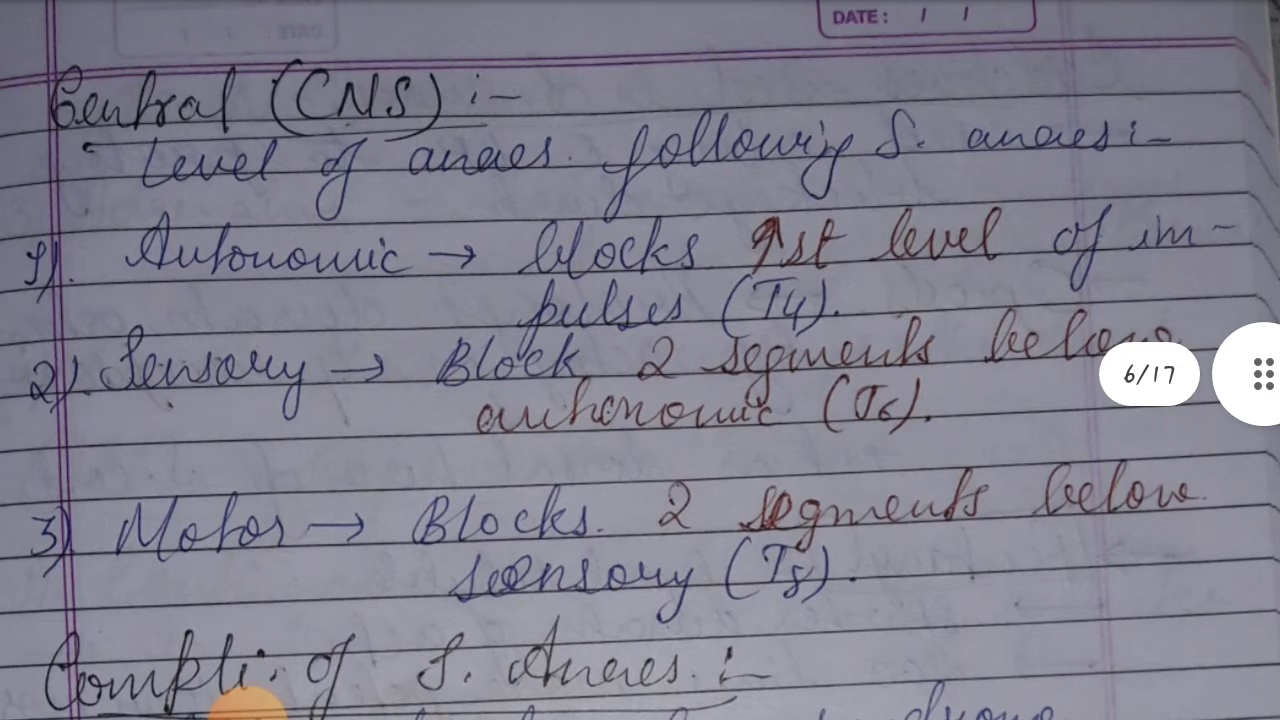 DATE: / /
Central (CNS) :-
Level of anaes. following S. anaes :-
1). Autonomic → blocks 1st level of im-
pulses (T4).
2). Sensory → Block 2 segments below
autonomic (T6).
6/17
3) Motor → Blocks. 2 segments below
sensory (T8).
Compli. of S. Anaes. :-